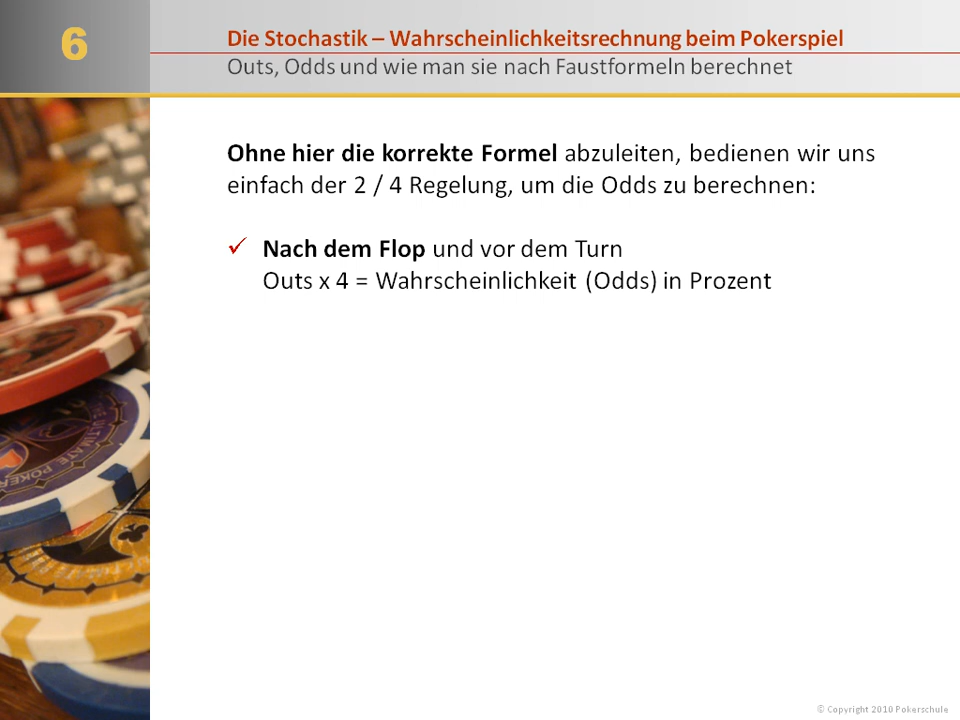 6
Die Stochastik – Wahrscheinlichkeitsrechnung beim Pokerspiel
Outs, Odds und wie man sie nach Faustformeln berechnet
Ohne hier die korrekte Formel abzuleiten, bedienen wir uns
einfach der 2 / 4 Regelung, um die Odds zu berechnen:
✓ Nach dem Flop und vor dem Turn
Outs x 4 = Wahrscheinlichkeit (Odds) in Prozent
ULTIMATE POKER
© Copyright 2010 Pokerschule